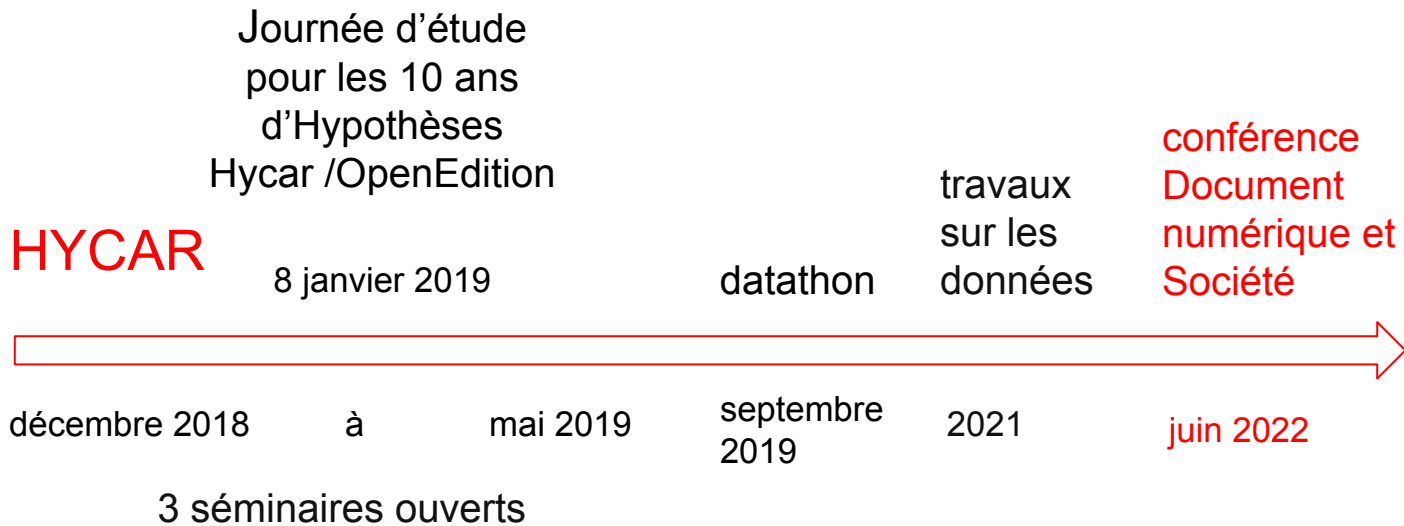 Journée d’étude
pour les 10 ans
d’Hypothèses
Hycar /OpenEdition
HYCAR
8 janvier 2019
datathon
travaux
sur les
données
conférence
Document
numérique et
Société
décembre 2018 à mai 2019
septembre
2019
2021
juin 2022
3 séminaires ouverts